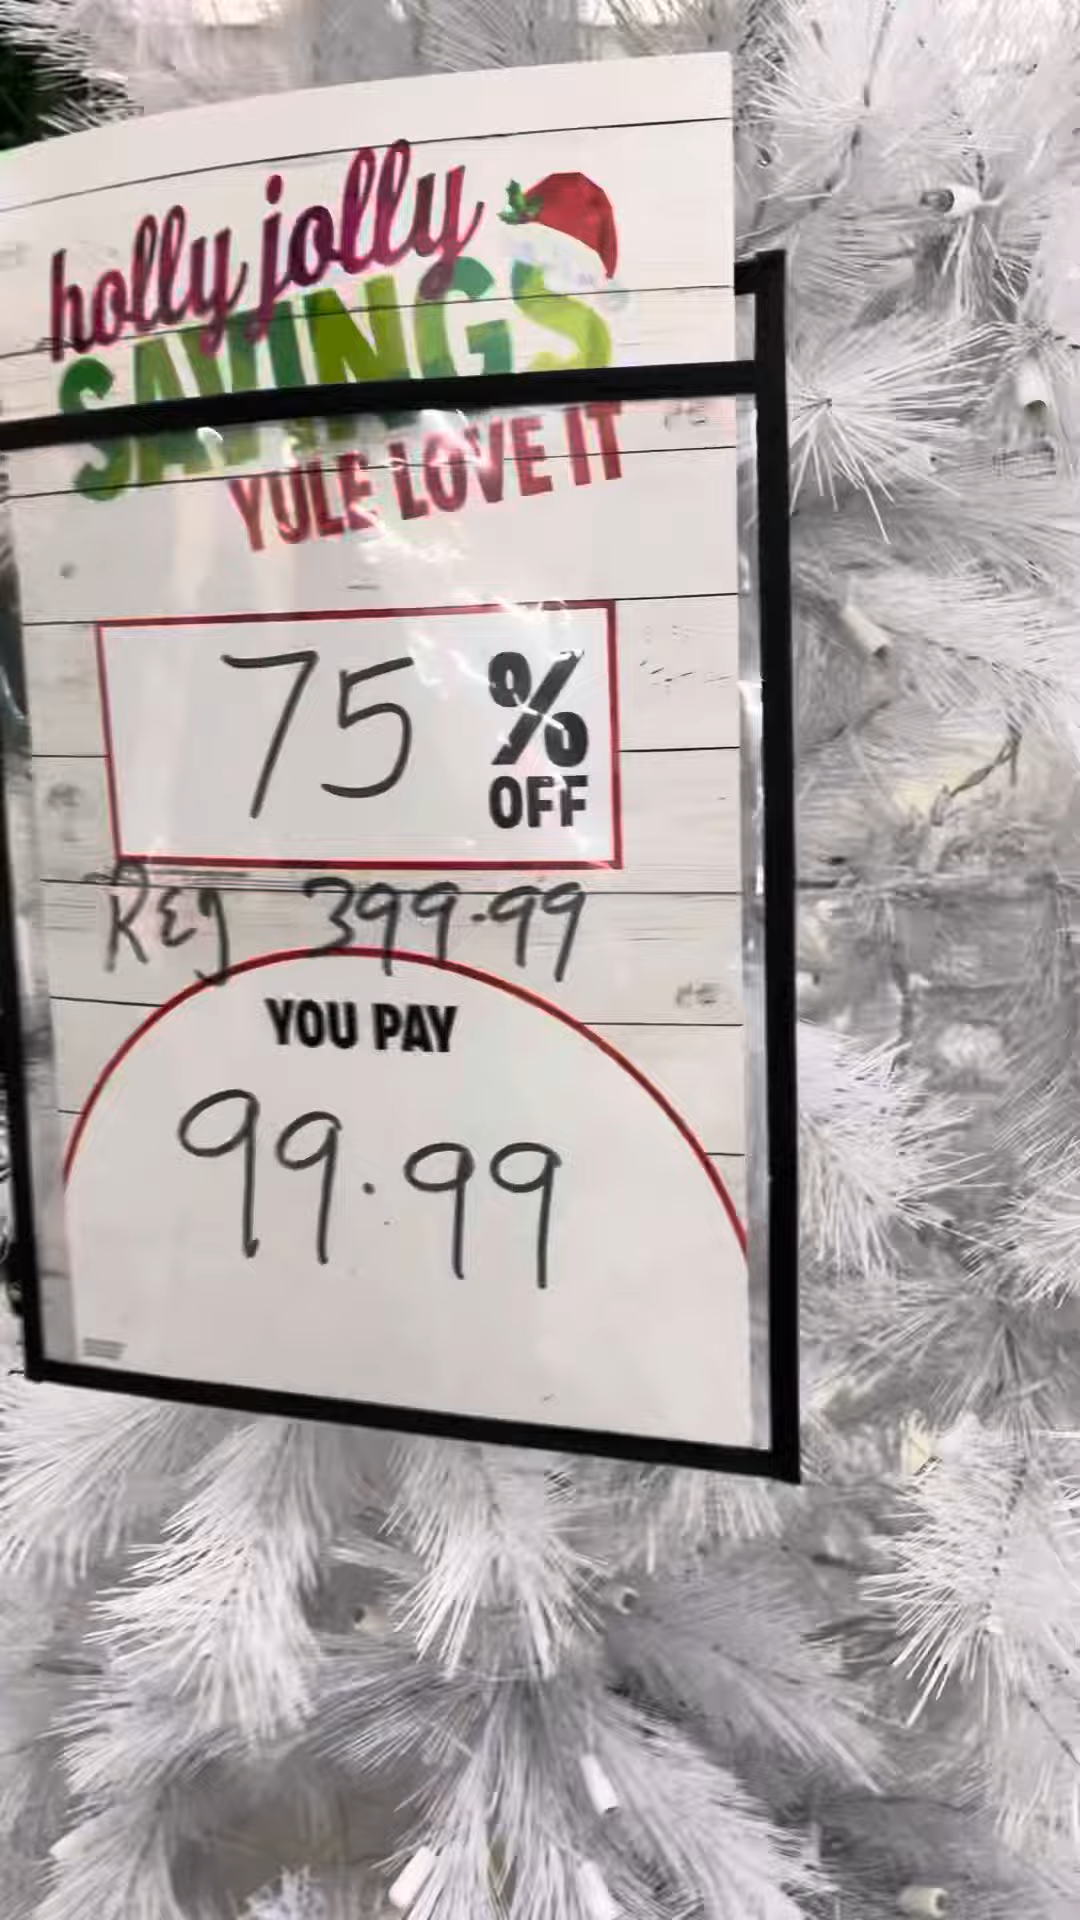 holly jolly
SAVINGS
YULE LOVE IT
75 %
OFF
Reg 399.99
YOU PAY
99.99